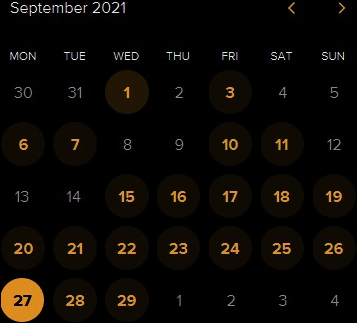 September 2021 < >
MON TUE WED THU FRI SAT SUN
30 31 1 2 3 4 5
6 7 8 9 10 11 12
13 14 15 16 17 18 19
20 21 22 23 24 25 26
27 28 29 1 2 3 4